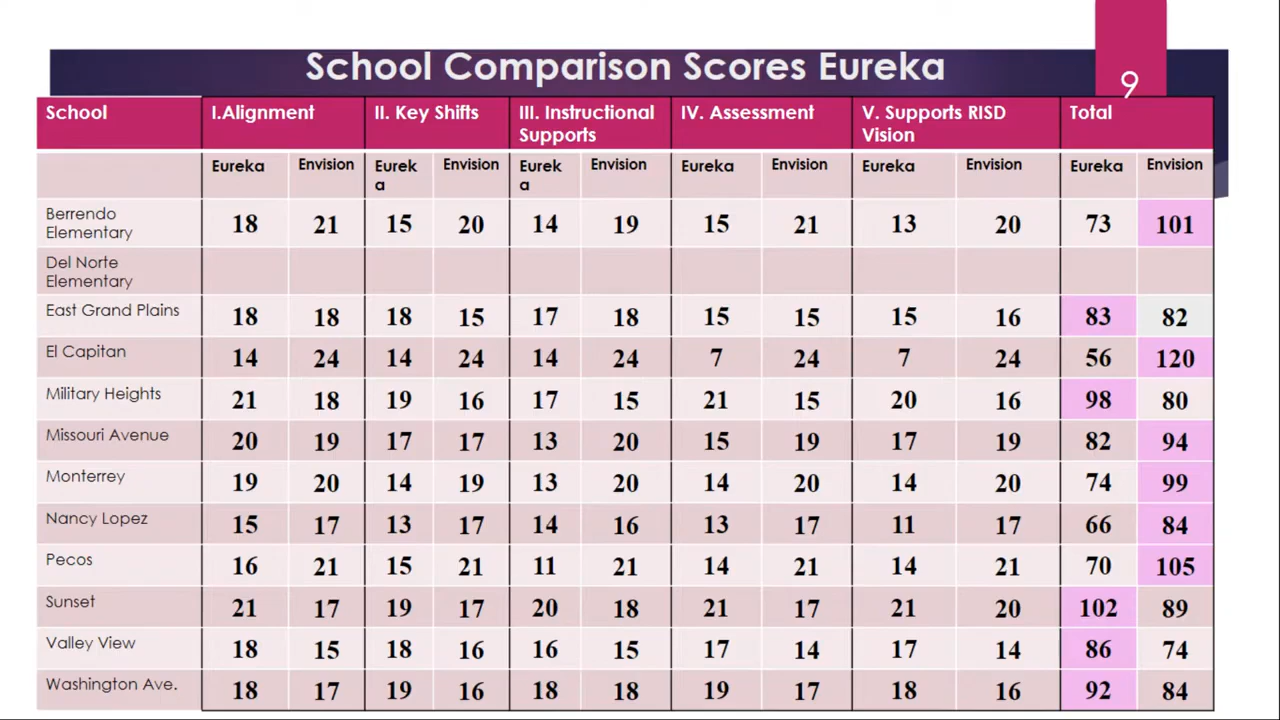 School Comparison Scores Eureka
9
School I.Alignment II. Key Shifts III. Instructional Supports IV. Assessment V. Supports RISD Vision Total
Eureka Envision Eureka Envision Eureka Envision Eureka Envision Eureka Envision Eureka Envision
Berrendo Elementary 18 21 15 20 14 19 15 21 13 20 73 101
Del Norte Elementary
East Grand Plains 18 18 18 15 17 18 15 15 15 16 83 82
El Capitan 14 24 14 24 14 24 7 24 7 24 56 120
Military Heights 21 18 19 16 17 15 21 15 20 16 98 80
Missouri Avenue 20 19 17 17 13 20 15 19 17 19 82 94
Monterrey 19 20 14 19 13 20 14 20 14 20 74 99
Nancy Lopez 15 17 13 17 14 16 13 17 11 17 66 84
Pecos 16 21 15 21 11 21 14 21 14 21 70 105
Sunset 21 17 19 17 20 18 21 17 21 20 102 89
Valley View 18 15 18 16 16 15 17 14 17 14 86 74
Washington Ave. 18 17 19 16 18 18 19 17 18 16 92 84